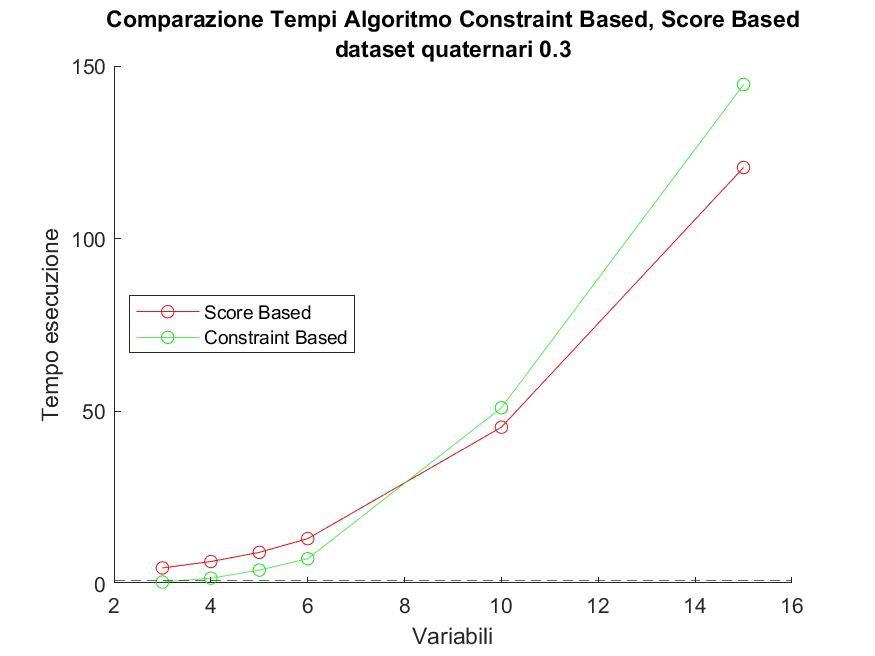 Comparazione Tempi Algoritmo Constraint Based, Score Based
dataset quaternari 0.3
150
100
50
0
Tempo esecuzione
Score Based
Constraint Based
2 4 6 8 10 12 14 16
Variabili